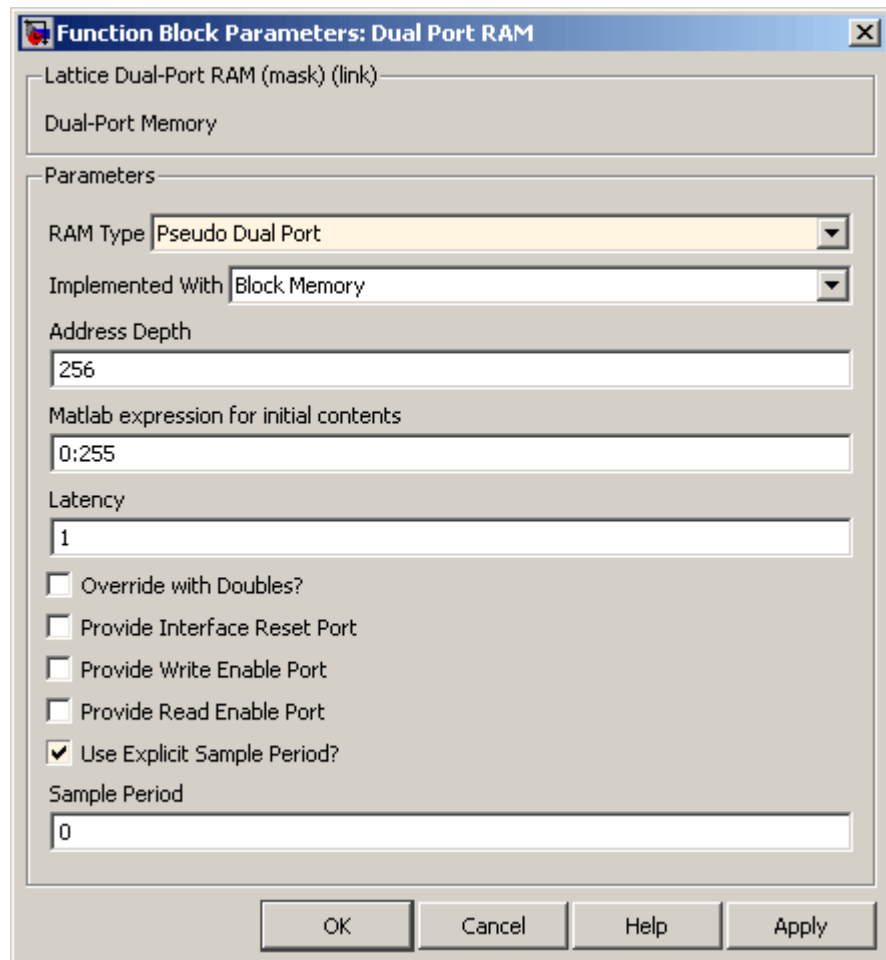 Function Block Parameters: Dual Port RAM
Lattice Dual-Port RAM (mask) (link)
Dual-Port Memory
Parameters
RAM Type Pseudo Dual Port
Implemented With Block Memory
Address Depth
256
Matlab expression for initial contents
0:255
Latency
1
Override with Doubles?
Provide Interface Reset Port
Provide Write Enable Port
Provide Read Enable Port
Use Explicit Sample Period?
Sample Period
0
OK Cancel Help Apply